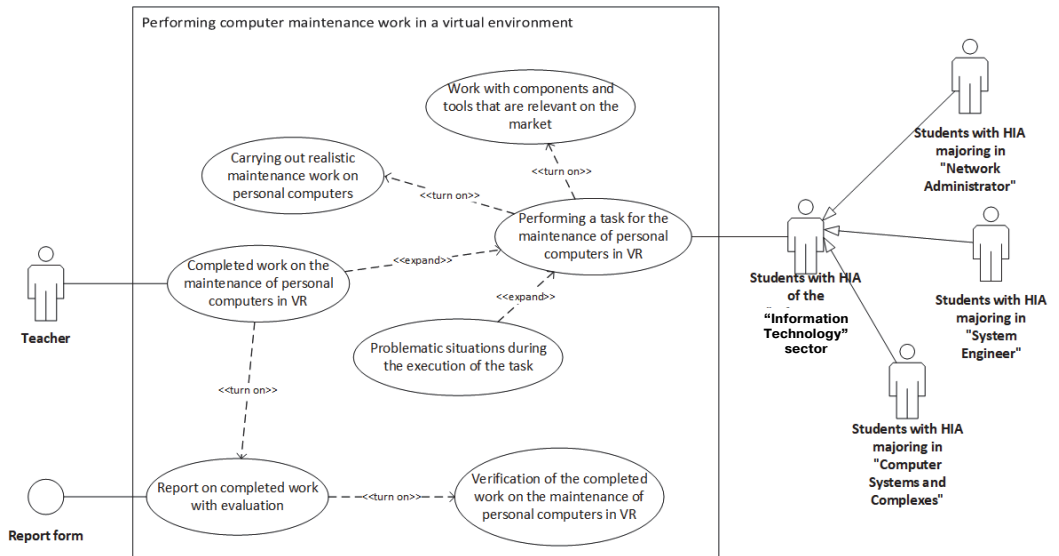 Performing computer maintenance work in a virtual environment
Work with components and
tools that are relevant on the
market
Students with HIA
majoring in
"Network
Administrator"
Carrying out realistic
maintenance work on
personal computers
<<turn on>>
<<turn on>>
Performing a task for the
maintenance of personal
computers in VR
Completed work on the
maintenance of personal
computers in VR
<<expand>>
<<expand>>
Students with HIA
of the
“Information
Technology”
sector
Students with HIA
majoring in
"System
Engineer"
Teacher
Problematic situations during
the execution of the task
<<turn on>>
Students with HIA
majoring in
"Computer
Systems and
Complexes"
Report on completed work
with evaluation
<<turn on>>
Verification of the completed
work on the maintenance of
personal computers in VR
Report form